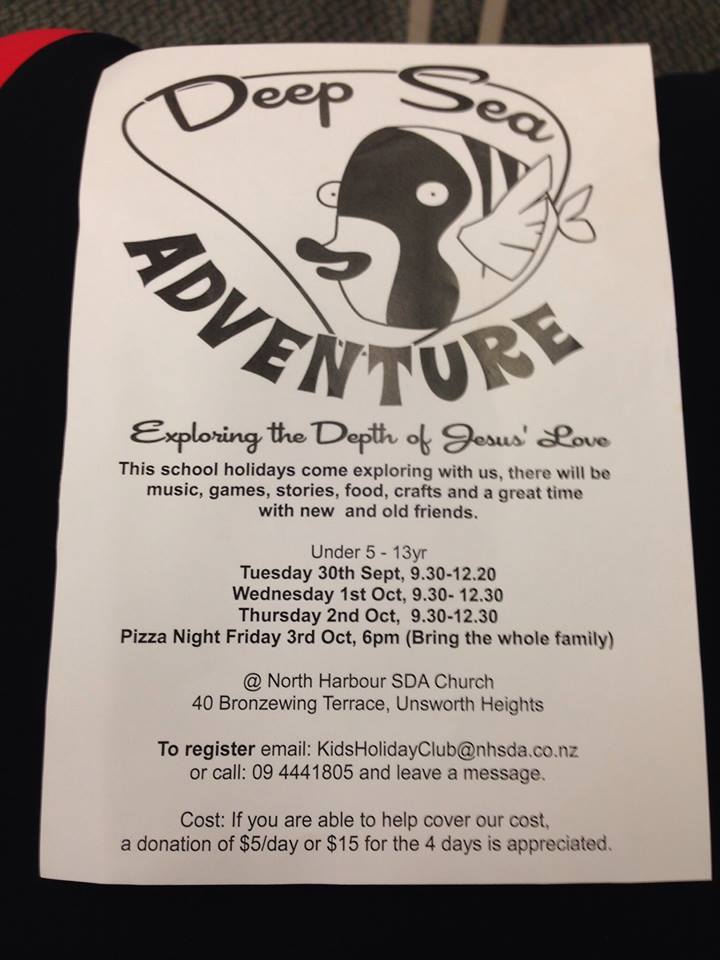 Deep Sea
ADVENTURE
Exploring the Depth of Jesus' Love
This school holidays come exploring with us, there will be
music, games, stories, food, crafts and a great time
with new and old friends.
Under 5 - 13yr
Tuesday 30th Sept, 9.30-12.20
Wednesday 1st Oct, 9.30- 12.30
Thursday 2nd Oct, 9.30-12.30
Pizza Night Friday 3rd Oct, 6pm (Bring the whole family)
@ North Harbour SDA Church
40 Bronzewing Terrace, Unsworth Heights
To register email: KidsHolidayClub@nhsda.co.nz
or call: 09 4441805 and leave a message.
Cost: If you are able to help cover our cost,
a donation of $5/day or $15 for the 4 days is appreciated.